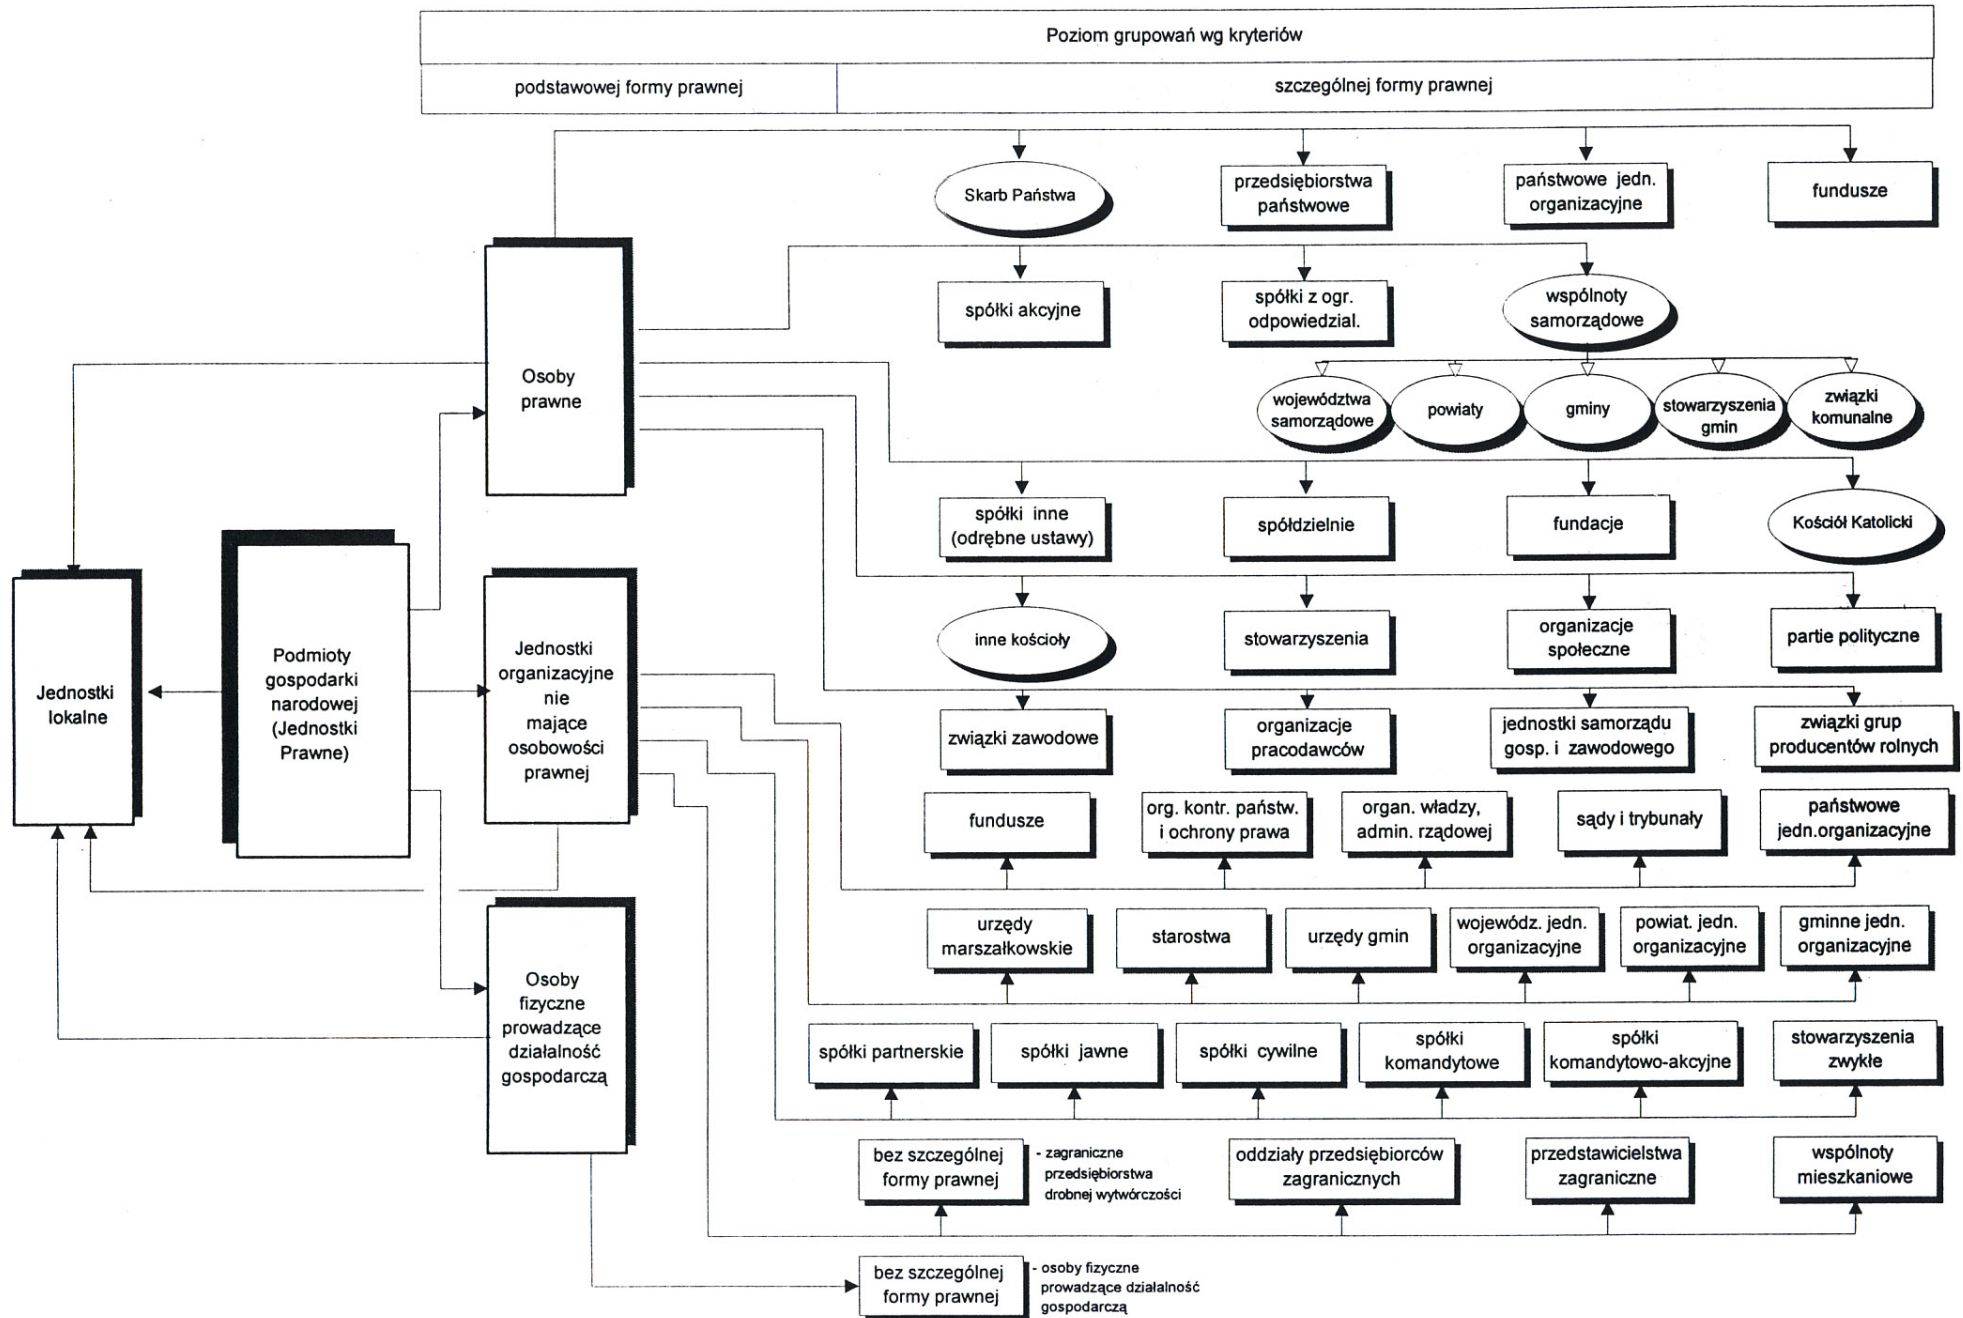 Poziom grupowań wg kryteriów
podstawowej formy prawnej
szczególnej formy prawnej
Skarb Państwa
przedsiębiorstwa
państwowe
państwowe jedn.
organizacyjne
fundusze
spółki akcyjne
spółki z ogr.
odpowiedzial.
wspólnoty
samorządowe
województwa
samorządowe
powiaty
gminy
stowarzyszenia
gmin
związki
komunalne
Osoby
prawne
spółki inne
(odrębne ustawy)
spółdzielnie
fundacje
Kościół Katolicki
inne kościoły
stowarzyszenia
organizacje
społeczne
partie polityczne
Jednostki
lokalne
Podmioty
gospodarki
narodowej
(Jednostki
Prawne)
Jednostki
organizacyjne
nie
mające
osobowości
prawnej
związki zawodowe
organizacje
pracodawców
jednostki samorządu
gosp. i zawodowego
związki grup
producentów rolnych
fundusze
org. kontr. państw.
i ochrony prawa
organ. władzy,
admin. rządowej
sądy i trybunały
państwowe
jedn.organizacyjne
urzędy
marszałkowskie
starostwa
urzędy gmin
wojewódz. jedn.
organizacyjne
powiat. jedn.
organizacyjne
gminne jedn.
organizacyjne
Osoby
fizyczne
prowadzące
działalność
gospodarczą
spółki partnerskie
spółki jawne
spółki cywilne
spółki
komandytowe
spółki
komandytowo-akcyjne
stowarzyszenia
zwykłe
bez szczególnej
formy prawnej
- zagraniczne
przedsiębiorstwa
drobnej wytwórczości
oddziały przedsiębiorców
zagranicznych
przedstawicielstwa
zagraniczne
wspólnoty
mieszkaniowe
bez szczególnej
formy prawnej
- osoby fizyczne
prowadzące działalność
gospodarczą